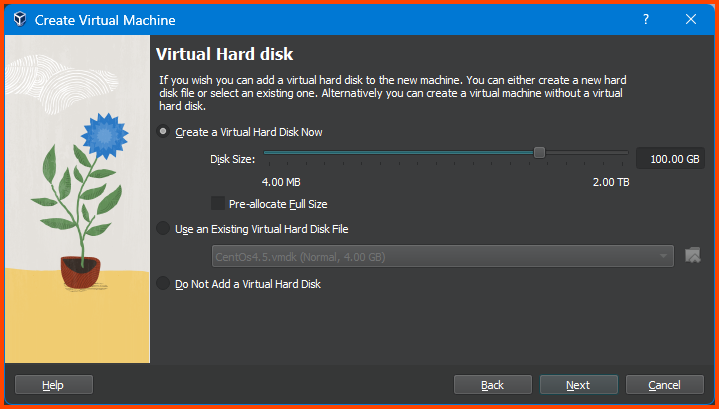 Create Virtual Machine
?
Virtual Hard disk
If you wish you can add a virtual hard disk to the new machine. You can either create a new hard
disk file or select an existing one. Alternatively you can create a virtual machine without a virtual
hard disk.
Create a Virtual Hard Disk Now
Disk Size:
100.00 GB
4.00 MB
2.00 TB
Pre-allocate Full Size
Use an Existing Virtual Hard Disk File
CentOs4.5.vmdk (Normal, 4.00 GB)
Do Not Add a Virtual Hard Disk
Help
Back
Next
Cancel